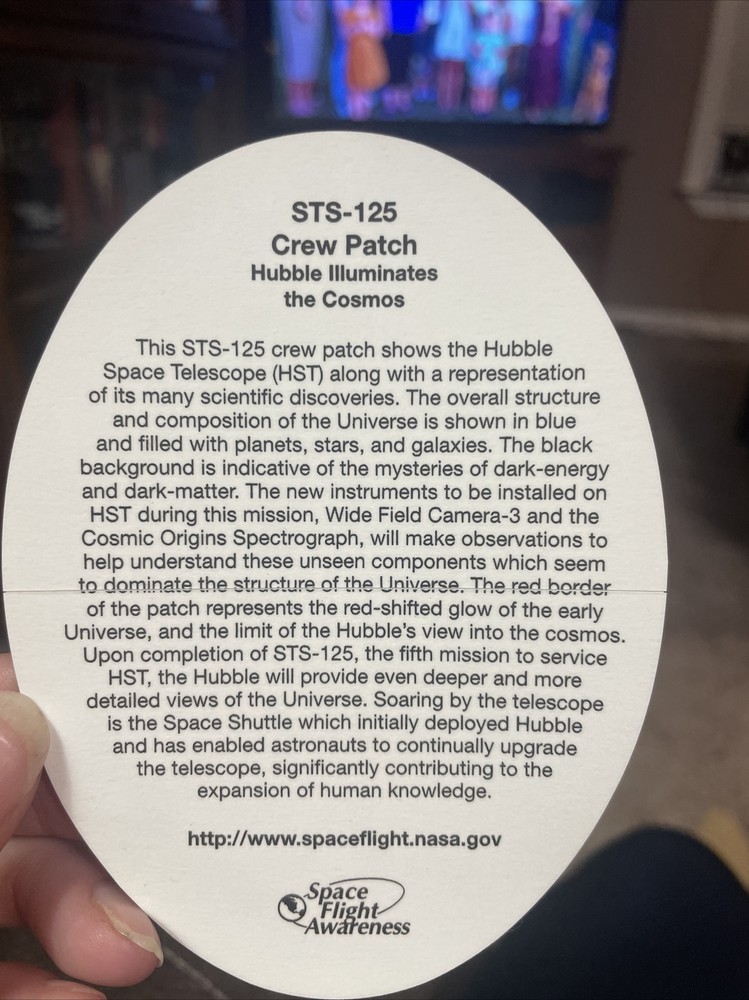 STS-125
Crew Patch
Hubble Illuminates
the Cosmos
This STS-125 crew patch shows the Hubble
Space Telescope (HST) along with a representation
of its many scientific discoveries. The overall structure
and composition of the Universe is shown in blue
and filled with planets, stars, and galaxies. The black
background is indicative of the mysteries of dark-energy
and dark-matter. The new instruments to be installed on
HST during this mission, Wide Field Camera-3 and the
Cosmic Origins Spectrograph, will make observations to
help understand these unseen components which seem
to dominate the structure of the Universe. The red border
of the patch represents the red-shifted glow of the early
Universe, and the limit of the Hubble's view into the cosmos.
Upon completion of STS-125, the fifth mission to service
HST, the Hubble will provide even deeper and more
detailed views of the Universe. Soaring by the telescope
is the Space Shuttle which initially deployed Hubble
and has enabled astronauts to continually upgrade
the telescope, significantly contributing to the
expansion of human knowledge.
http://www.spaceflight.nasa.gov
Space
Flight
Awareness